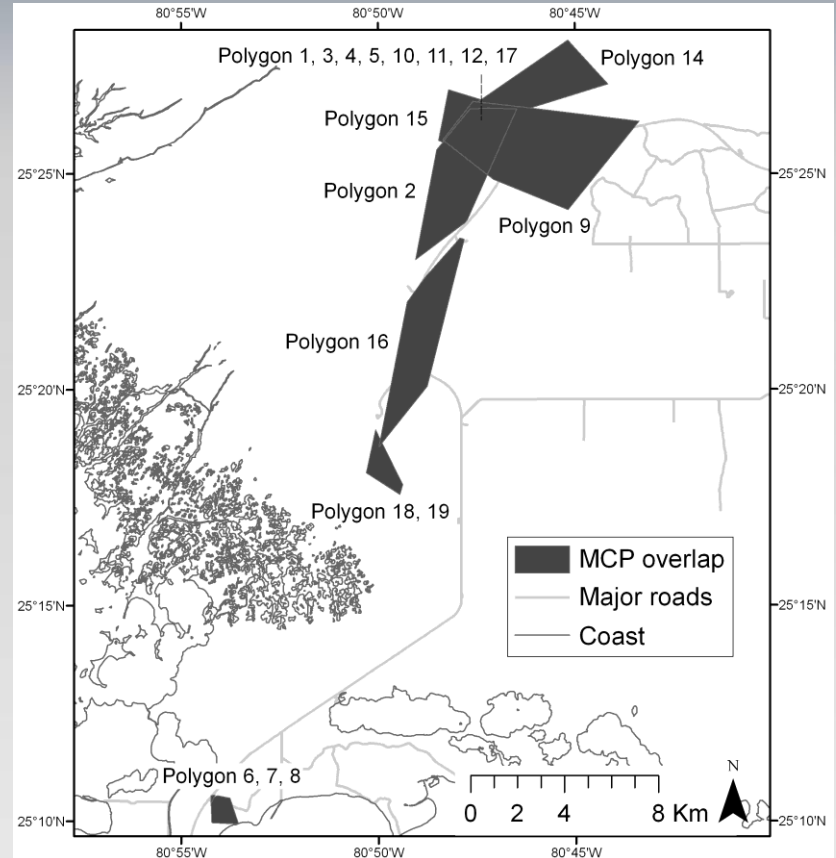 80°55'W 80°50'W 80°45'W
Polygon 1, 3, 4, 5, 10, 11, 12, 17
Polygon 14
Polygon 15
25°25'N 25°25'N
Polygon 2
Polygon 9
Polygon 16
25°20'N 25°20'N
Polygon 18, 19
MCP overlap
Major roads
25°15'N 25°15'N
Coast
N
Polygon 6, 7, 8
0 2 4 8 Km
25°10'N 25°10'N
80°55'W 80°50'W 80°45'W